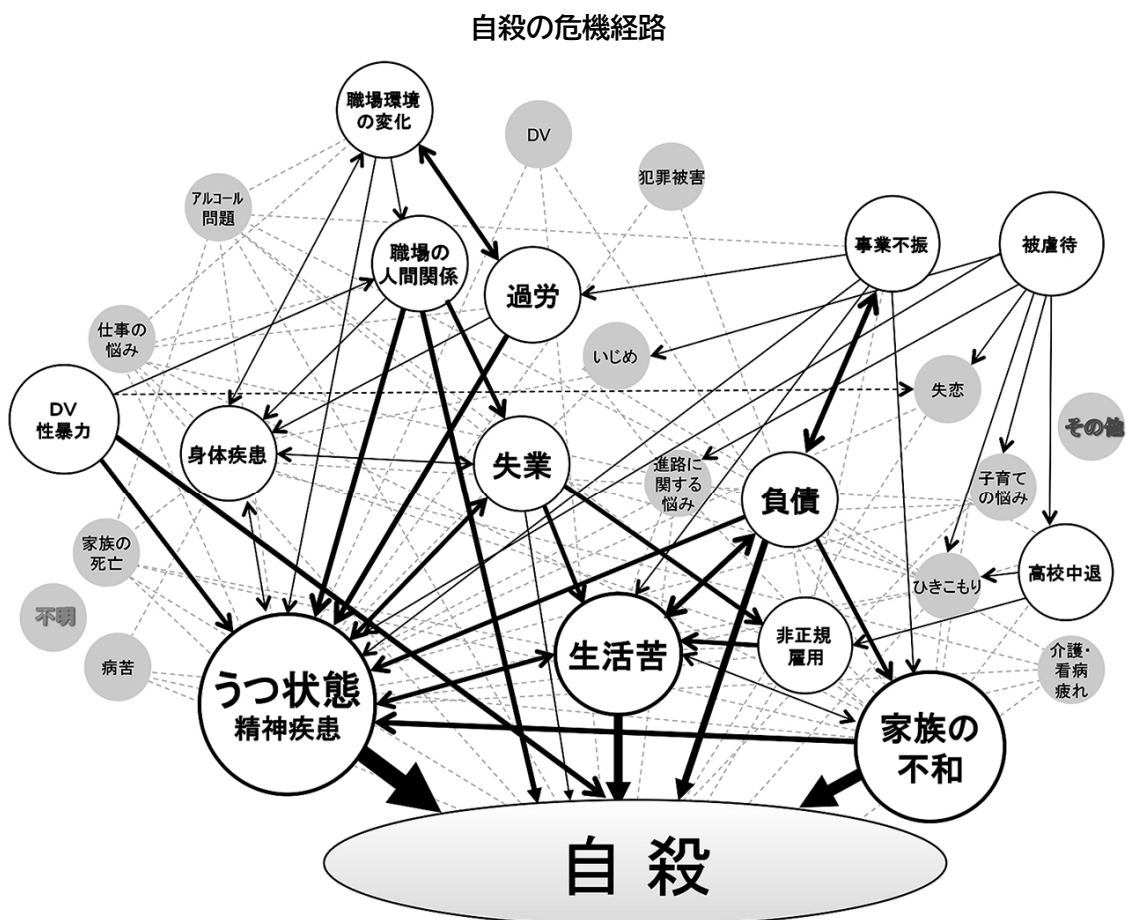 自殺の危機経路
職場環境
の変化
DV
犯罪被害
アルコール
問題
職場の
人間関係
過労
事業不振
被虐待
仕事の
悩み
いじめ
失恋
その他
DV
性暴力
身体疾患
失業
進路に
関する
悩み
負債
子育て
の悩み
家族の
死亡
ひきこもり
高校中退
不明
病苦
うつ状態
精神疾患
生活苦
非正規
雇用
介護・
看病
疲れ
家族の
不和
自殺